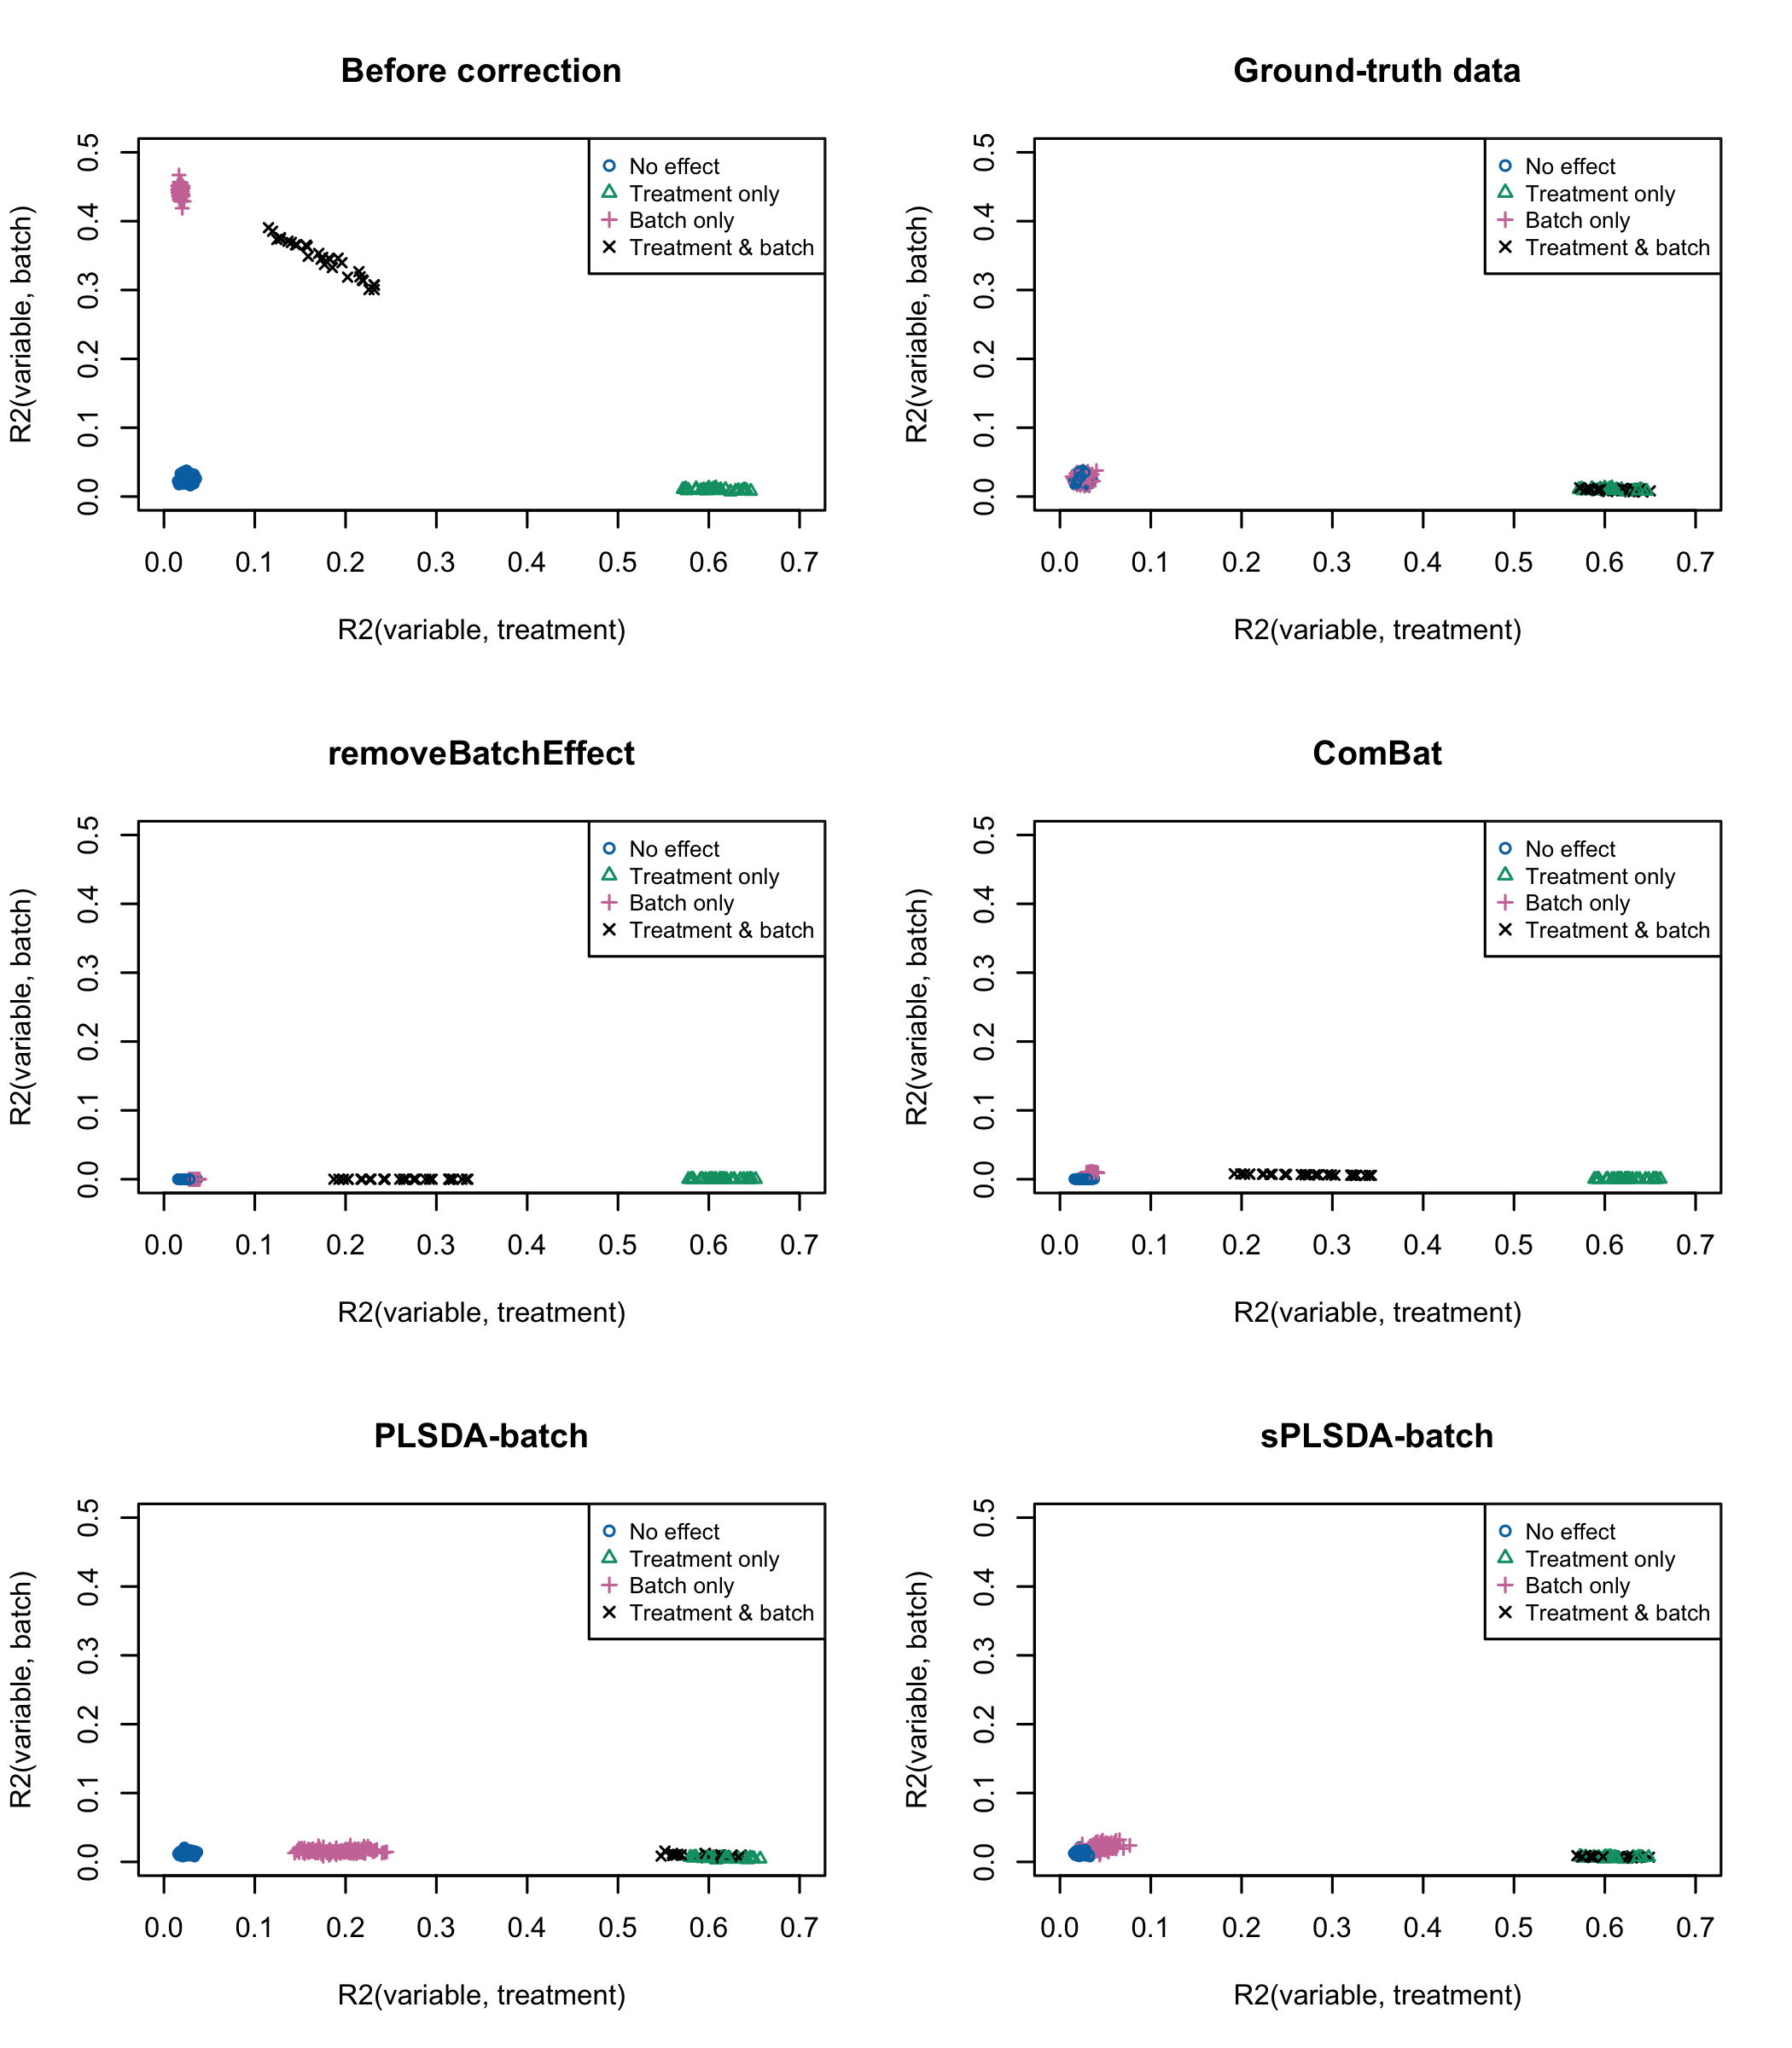 Before correction
R2(variable, batch)
0.5
0.4
0.3
0.2
0.1
0.0
No effect
Treatment only
Batch only
Treatment & batch
0.0 0.1 0.2 0.3 0.4 0.5 0.6 0.7
R2(variable, treatment)
Ground-truth data
R2(variable, batch)
0.5
0.4
0.3
0.2
0.1
0.0
No effect
Treatment only
Batch only
Treatment & batch
0.0 0.1 0.2 0.3 0.4 0.5 0.6 0.7
R2(variable, treatment)
removeBatchEffect
R2(variable, batch)
0.5
0.4
0.3
0.2
0.1
0.0
No effect
Treatment only
Batch only
Treatment & batch
0.0 0.1 0.2 0.3 0.4 0.5 0.6 0.7
R2(variable, treatment)
ComBat
R2(variable, batch)
0.5
0.4
0.3
0.2
0.1
0.0
No effect
Treatment only
Batch only
Treatment & batch
0.0 0.1 0.2 0.3 0.4 0.5 0.6 0.7
R2(variable, treatment)
PLSDA-batch
R2(variable, batch)
0.5
0.4
0.3
0.2
0.1
0.0
No effect
Treatment only
Batch only
Treatment & batch
0.0 0.1 0.2 0.3 0.4 0.5 0.6 0.7
R2(variable, treatment)
sPLSDA-batch
R2(variable, batch)
0.5
0.4
0.3
0.2
0.1
0.0
No effect
Treatment only
Batch only
Treatment & batch
0.0 0.1 0.2 0.3 0.4 0.5 0.6 0.7
R2(variable, treatment)